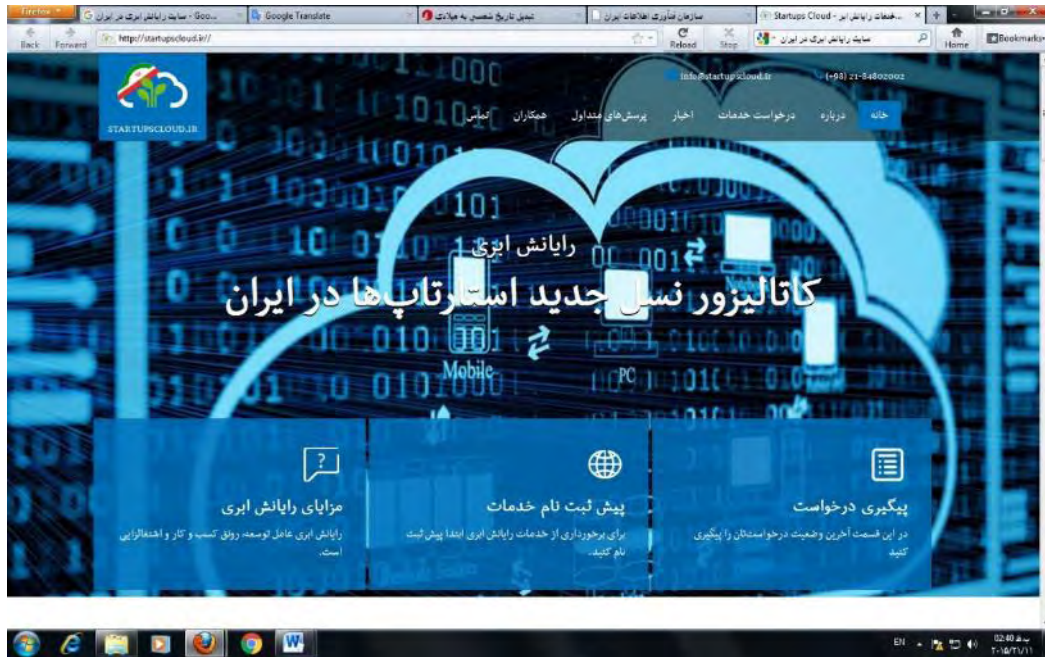 Firefox
سایت رایانش ابری در ایران - Goo...
Google Translate
تبدیل تاریخ شمسی به میلادی
سازمان فناوری اطلاعات ایران
خدمات رایانش ابر - Startups Cloud...
Back
Forward
http://startupscloud.ir//
Reload
Stop
سایت رایانش ابری در ایران
Home
Bookmarks
info@startupscloud.ir
(+98) 21-84802002
STARTUPSCLOUD.IR
خانه درباره درخواست خدمات اخبار پرسش‌های متداول همکاران تماس
رایانش ابری
کاتالیزور نسل جدید استارتاپ‌ها در ایران
Mobile
PC
پیگیری درخواست
در این قسمت آخرین وضعیت درخواستتان را پیگیری
کنید
پیش ثبت نام خدمات
برای برخورداری از خدمات رایانش ابری ابتدا پیش ثبت
نام کنید.
مزایای رایانش ابری
رایانش ابری عامل توسعه، رونق کسب و کار و اشتغالزایی
است.
EN
02:40 ب.ظ